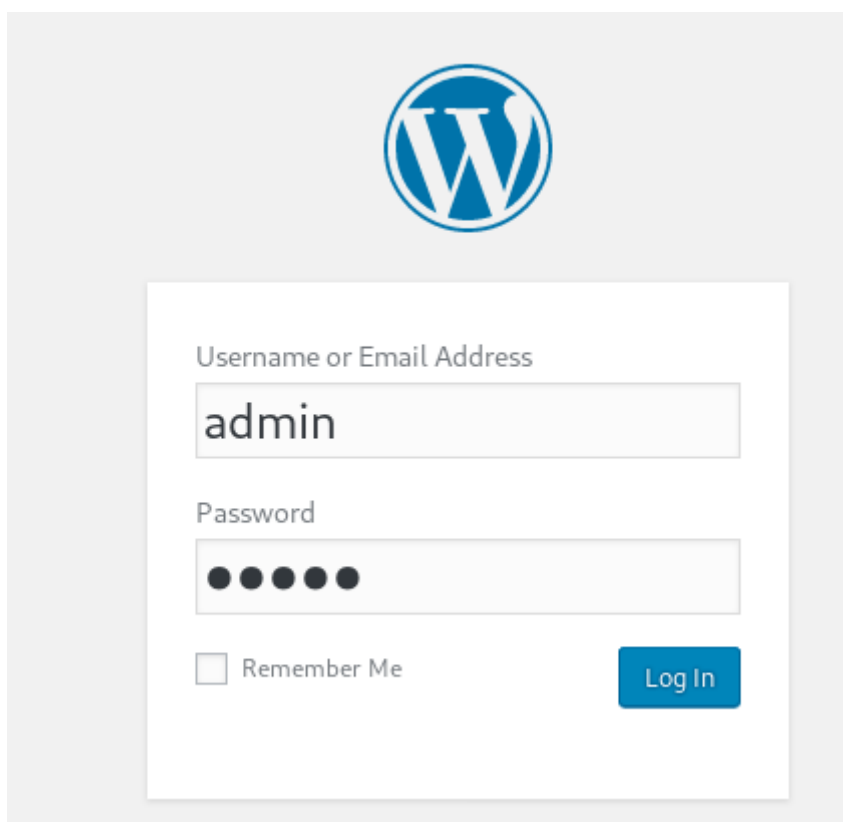 Username or Email Address
admin
Password
●●●●●
Remember Me
Log In